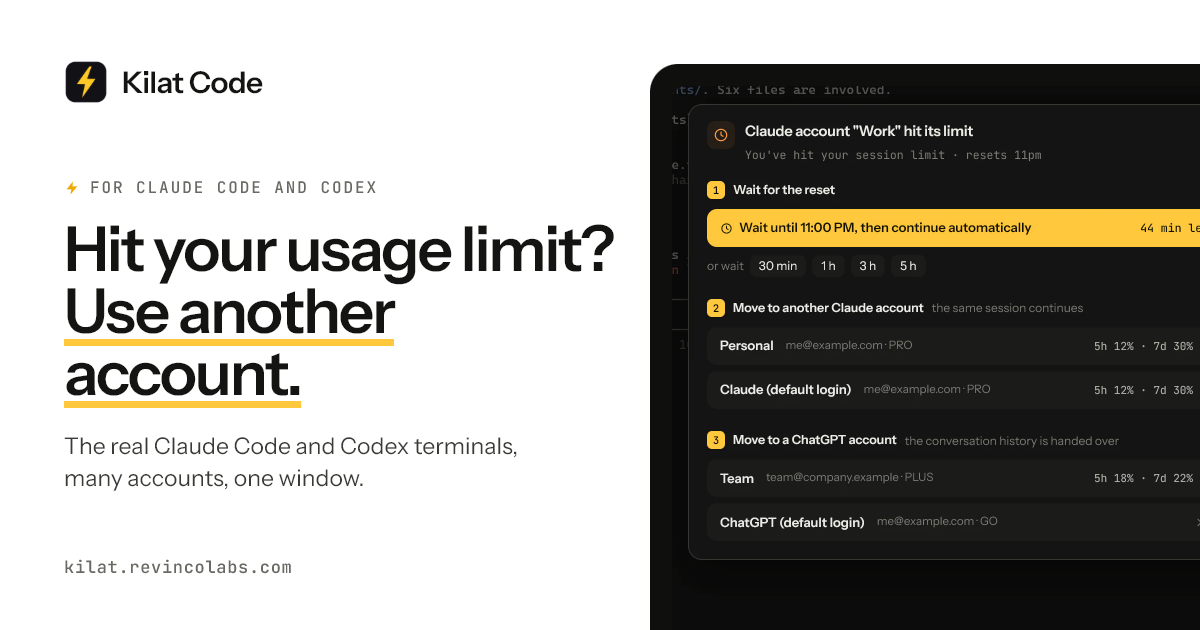 Kilat Code
FOR CLAUDE CODE AND CODEX
Hit your usage limit?
Use another
account.
The real Claude Code and Codex terminals,
many accounts, one window.
kilat.revincolabs.com
ts/. Six files are involved.
ts
Claude account "Work" hit its limit
You've hit your session limit · resets 11pm
1 Wait for the reset
Wait until 11:00 PM, then continue automatically 44 min
or wait 30 min 1 h 3 h 5 h
2 Move to another Claude account the same session continues
Personal me@example.com · PRO 5h 12% · 7d 30%
Claude (default login) me@example.com · PRO 5h 12% · 7d 30%
3 Move to a ChatGPT account the conversation history is handed over
Team team@company.example · PLUS 5h 18% · 7d 22%
ChatGPT (default login) me@example.com · GO